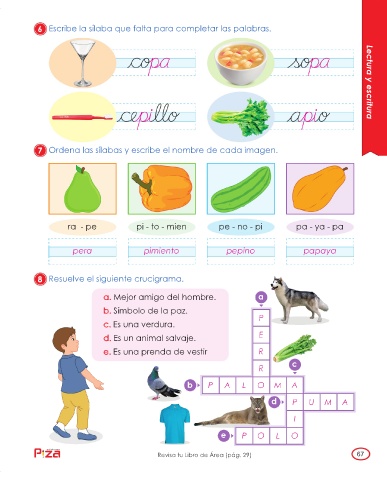 6 Escribe la sílaba que falta para completar las palabras.
copa
sopa
cepillo
apio
7 Ordena las sílabas y escribe el nombre de cada imagen.
ra - pe
pi - to - mien
pe - no - pi
pa - ya - pa
pera
pimiento
pepino
papaya
8 Resuelve el siguiente crucigrama.
a. Mejor amigo del hombre.
b. Símbolo de la paz.
c. Es una verdura.
d. Es un animal salvaje.
e. Es una prenda de vestir
a
P
E
R
R
c
b P A L O M A
d P U M A
I
e P O L O
Lectura y escritura
Piza
Revisa tu Libro de Área (pág. 29)
67